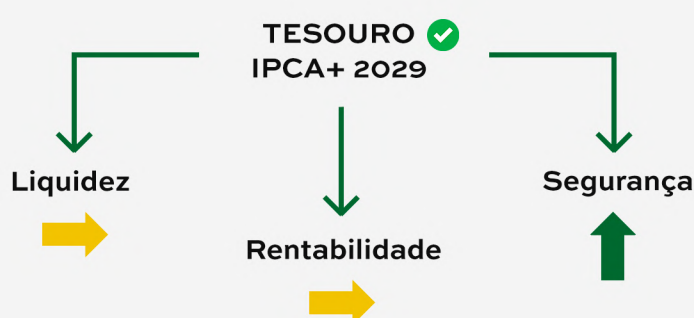 TESOURO
IPCA+ 2029
Liquidez
Segurança
Rentabilidade